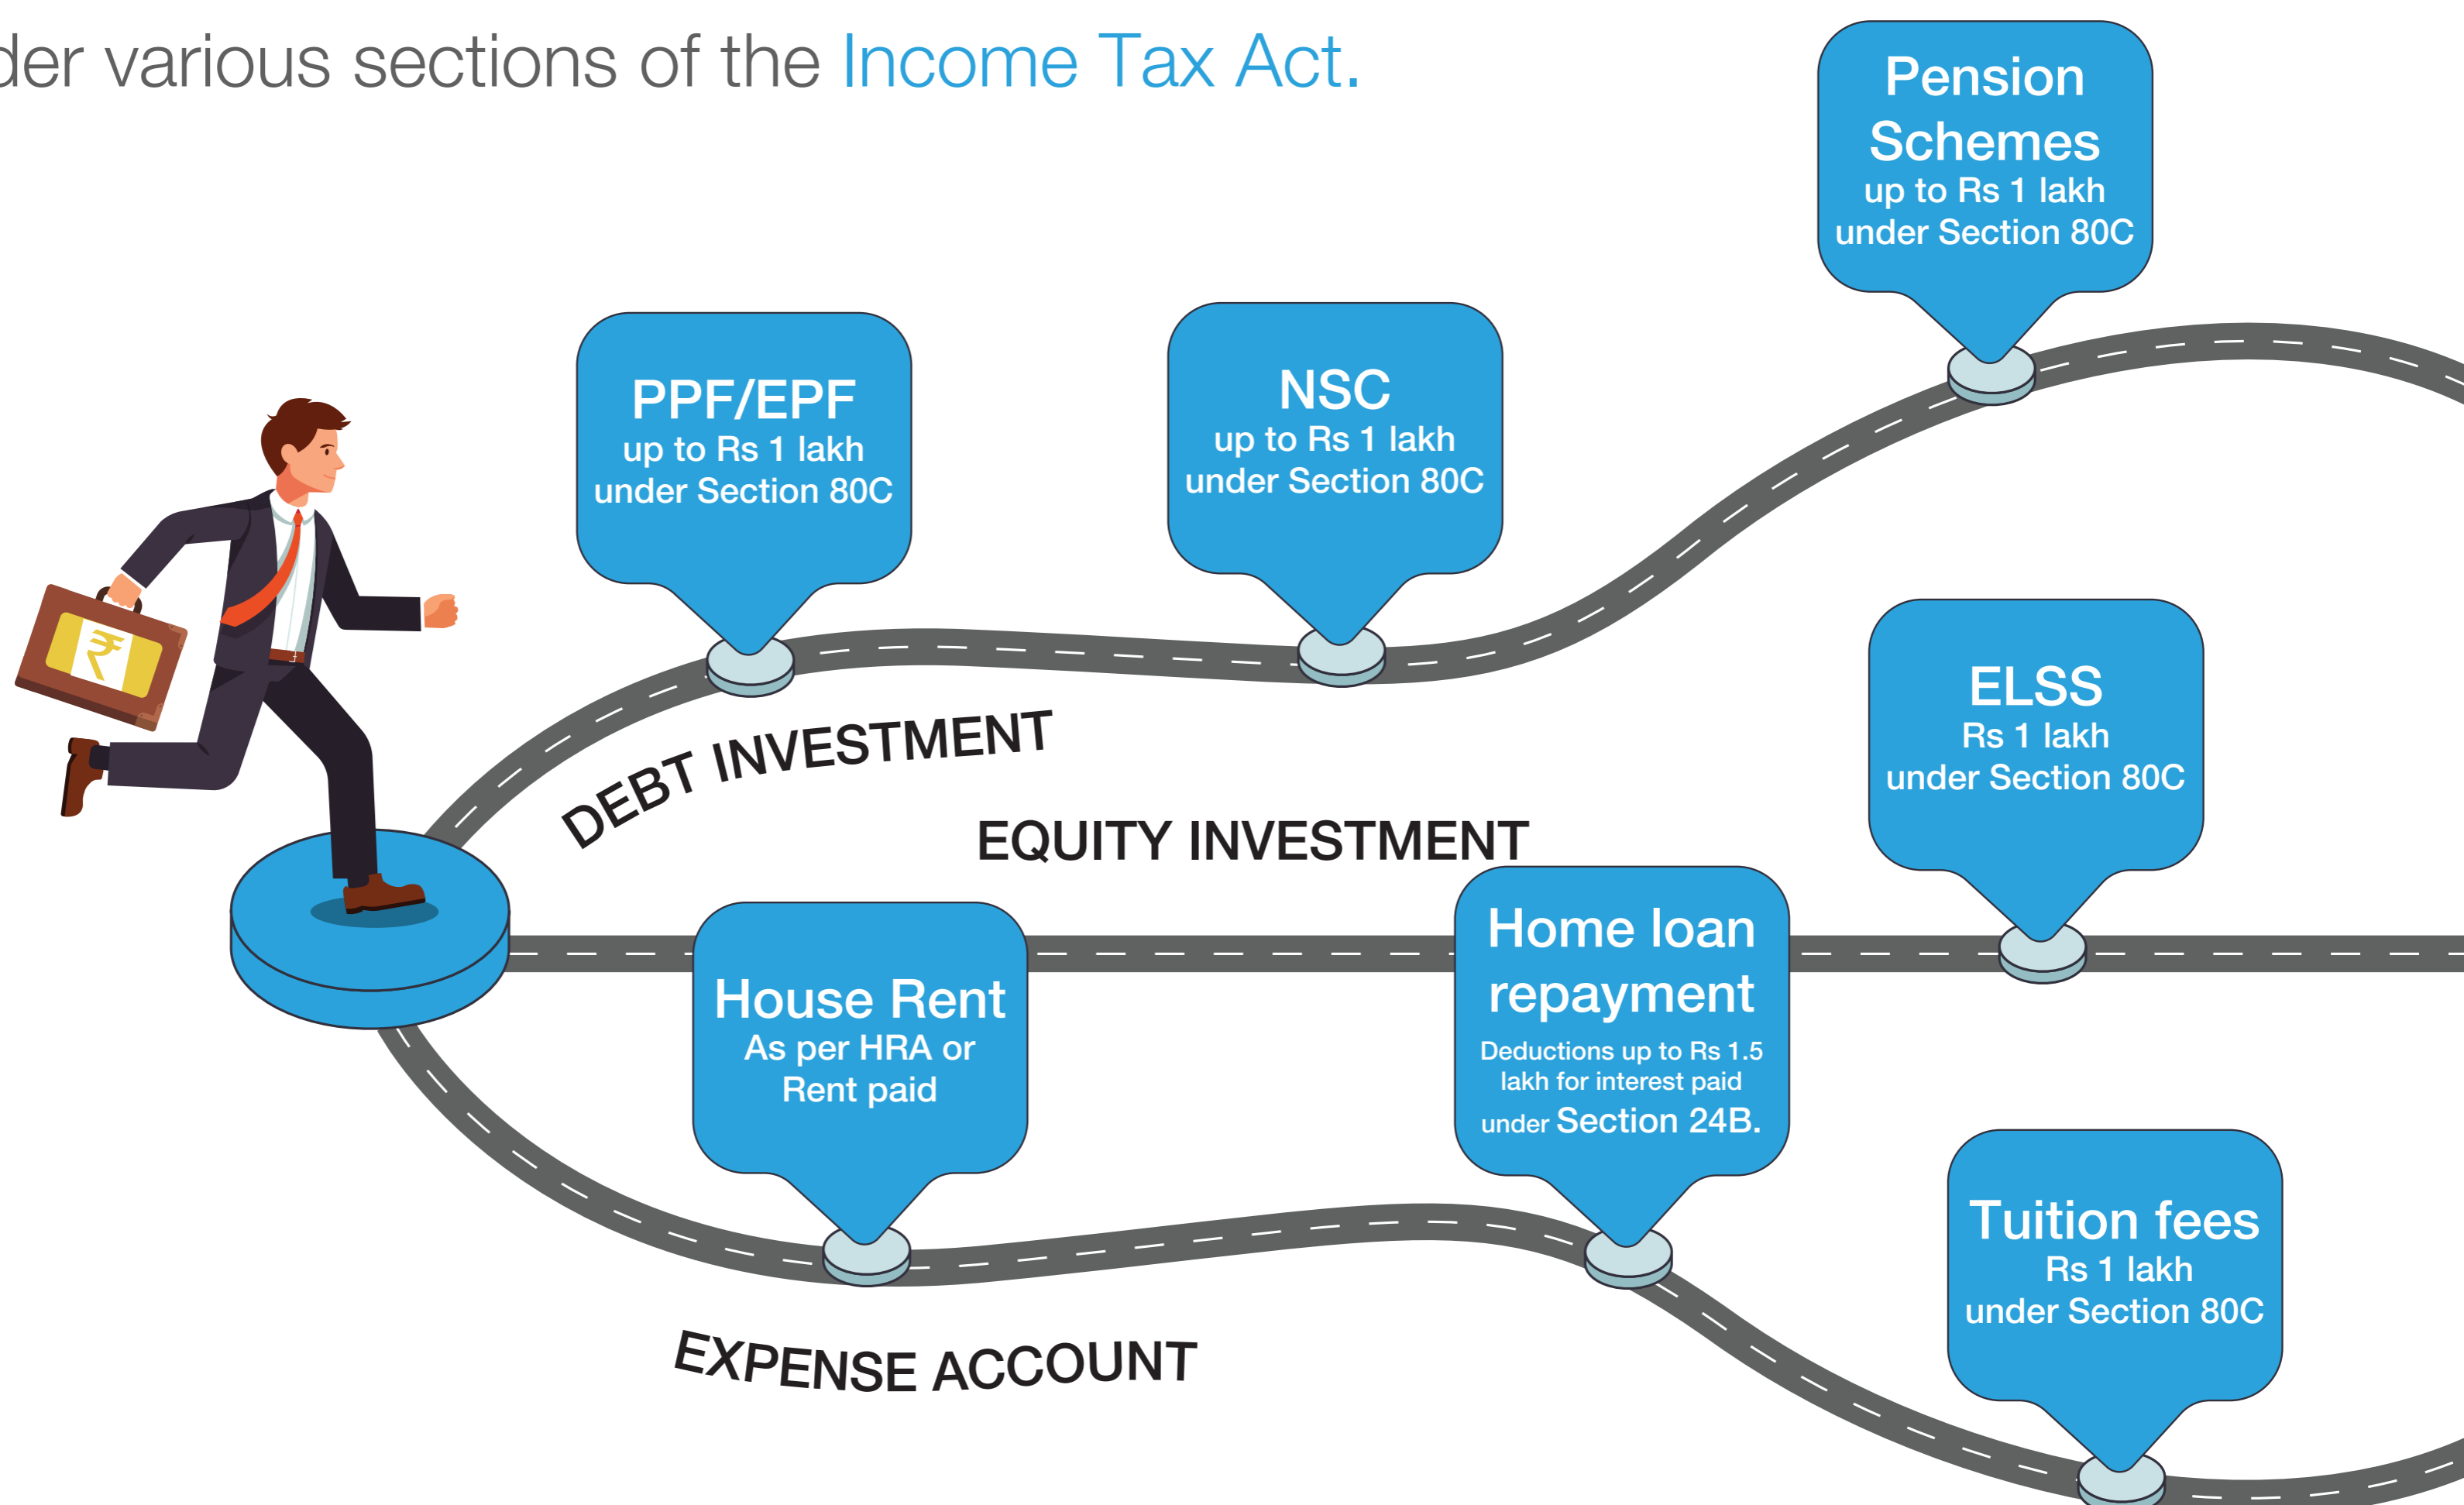 der various sections of the Income Tax Act.
Pension
Schemes
up to Rs 1 lakh
under Section 80C
PPF/EPF
up to Rs 1 lakh
under Section 80C
NSC
up to Rs 1 lakh
under Section 80C
DEBT INVESTMENT
EQUITY INVESTMENT
ELSS
Rs 1 lakh
under Section 80C
House Rent
As per HRA or
Rent paid
Home loan
repayment
Deductions up to Rs 1.5
lakh for interest paid
under Section 24B.
Tuition fees
Rs 1 lakh
under Section 80C
EXPENSE ACCOUNT
₹